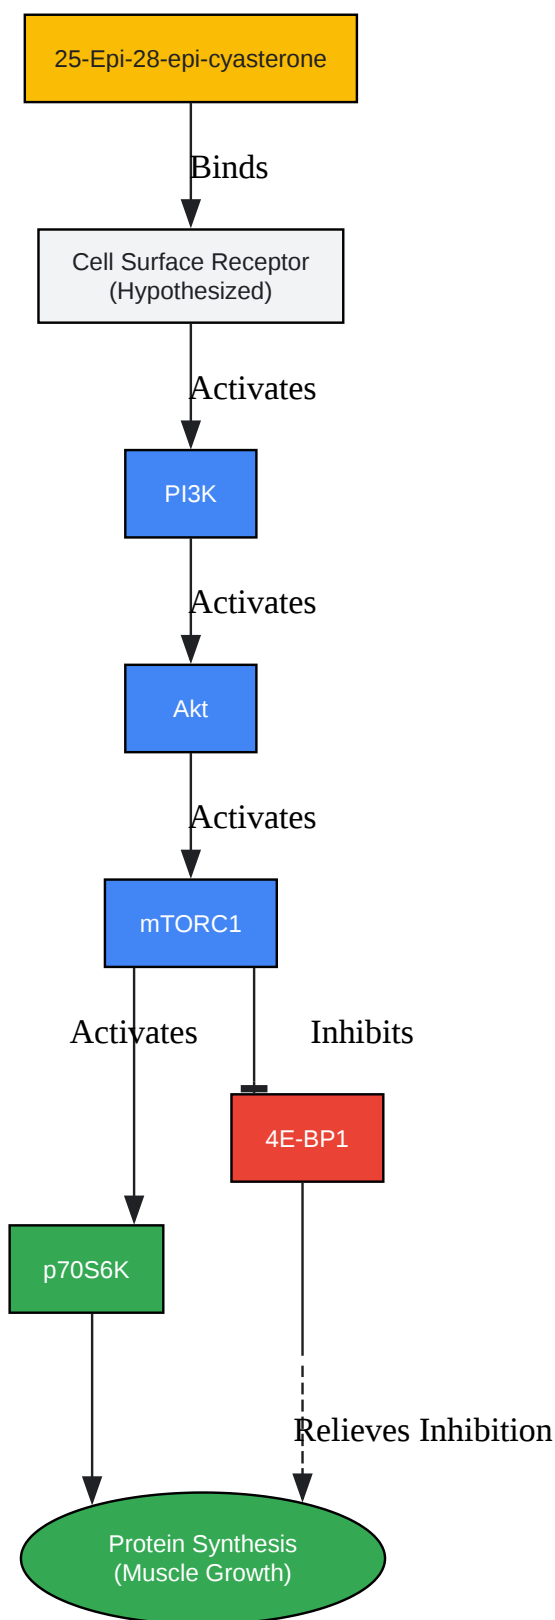 25-Epi-28-epi-cyasterone
Binds
Cell Surface Receptor
(Hypothesized)
Activates
PI3K
Activates
Akt
Activates
mTORC1
Activates
Inhibits
4E-BP1
p70S6K
Relieves Inhibition
Protein Synthesis
(Muscle Growth)